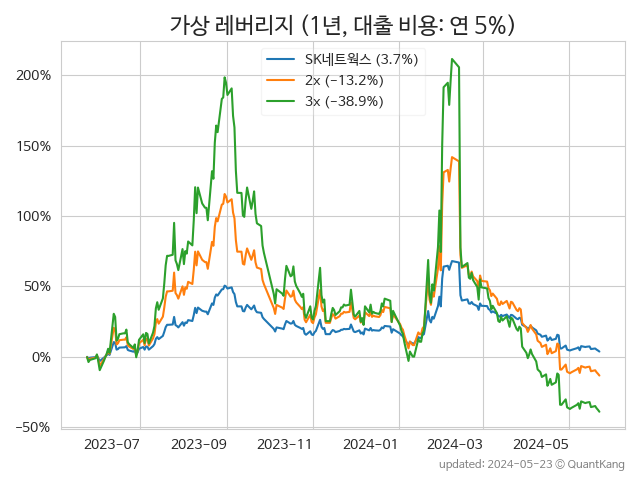 가상 레버리지 (1년, 대출 비용: 연 5%)
SK네트웍스 (3.7%)
2x (−13.2%)
3x (−38.9%)
200%
150%
100%
50%
0%
−50%
2023-07
2023-09
2023-11
2024-01
2024-03
2024-05
updated: 2024-05-23 © QuantKang